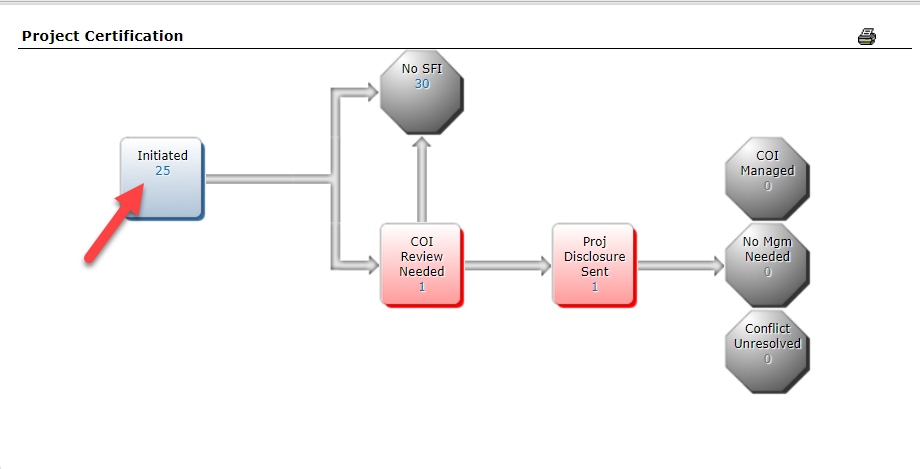 Project Certification
No SFI
30
Initiated
25
COI
Review
Needed
1
Proj
Disclosure
Sent
1
COI
Managed
0
No Mgm
Needed
0
Conflict
Unresolved
0